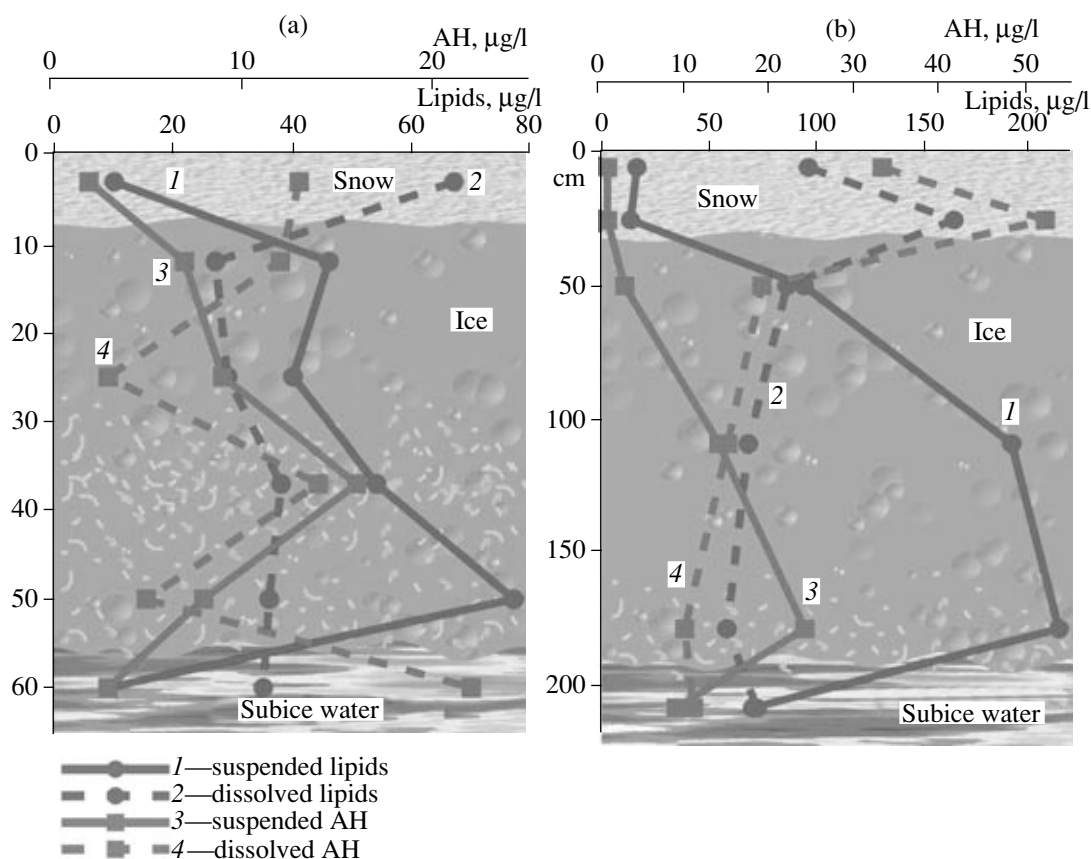 (a)
AH, μg/l
0 10 20
Lipids, μg/l
0 20 40 60 80
0
10
20
30
40
50
60
1
Snow
2
3
Ice
4
Subice water
(b)
AH, μg/l
0 10 20 30 40 50
Lipids, μg/l
0 50 100 150 200
0
cm
50
100
150
200
Snow
Ice
2
1
4
3
Subice water
1—suspended lipids
2—dissolved lipids
3—suspended AH
4—dissolved AH